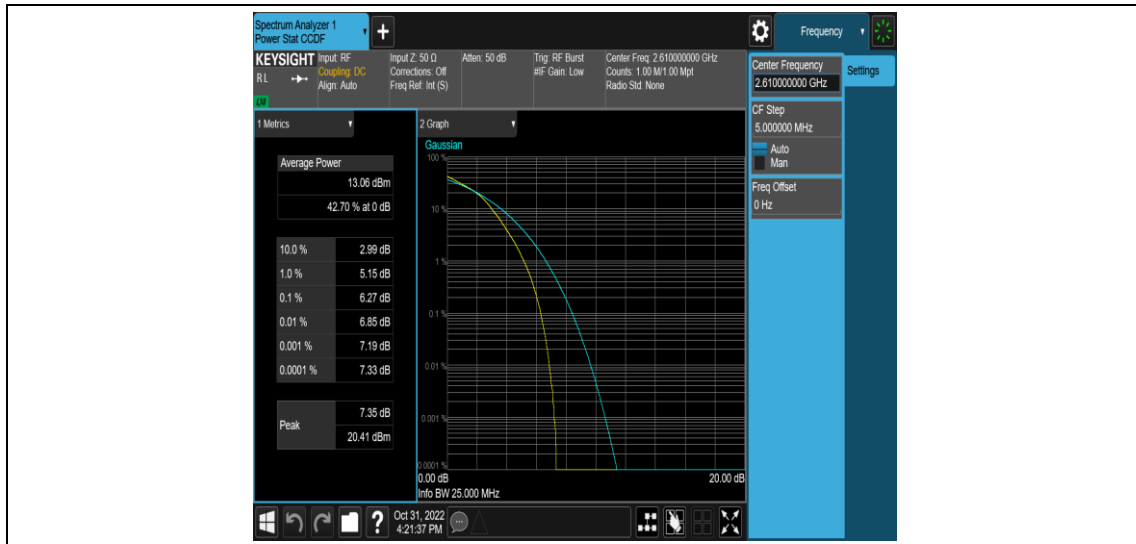 Spectrum Analyzer 1
Power Stat CCDF
Frequency
KEYSIGHT
RL
LXI
Input: RF
Coupling: DC
Align: Auto
Input Z: 50 Ω
Corrections: Off
Freq Ref: Int (S)
Atten: 50 dB
Trig: RF Burst
#IF Gain: Low
Center Freq: 2.610000000 GHz
Counts: 1.00 M/1.00 Mpt
Radio Std: None
Center Frequency
2.610000000 GHz
Settings
CF Step
5.000000 MHz
Auto
Man
Freq Offset
0 Hz
1 Metrics
Average Power
13.06 dBm
42.70 % at 0 dB
10.0 % 2.99 dB
1.0 % 5.15 dB
0.1 % 6.27 dB
0.01 % 6.85 dB
0.001 % 7.19 dB
0.0001 % 7.33 dB
Peak
7.35 dB
20.41 dBm
2 Graph
Gaussian
100 %
10 %
1 %
0.1 %
0.01 %
0.001 %
0.0001 %
0.00 dB 20.00 dB
Info BW 25.000 MHz
?
Oct 31, 2022
4:21:37 PM